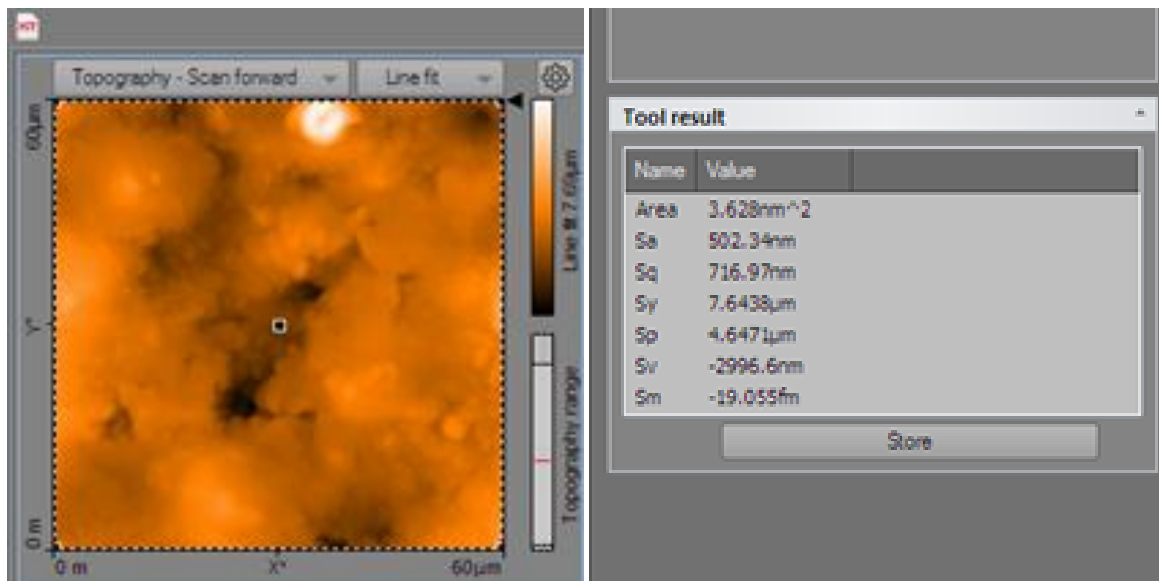 Topography - Scan forward
Line fit
60µm
Y*
0 m
0 m
X*
60µm
Topography range
Tool result
Name Value
Area 3.628nm^2
Sa 502.34nm
Sq 716.97nm
Sy 7.6438µm
Sp 4.6471µm
Sv -2996.6nm
Sm -19.055fm
Store